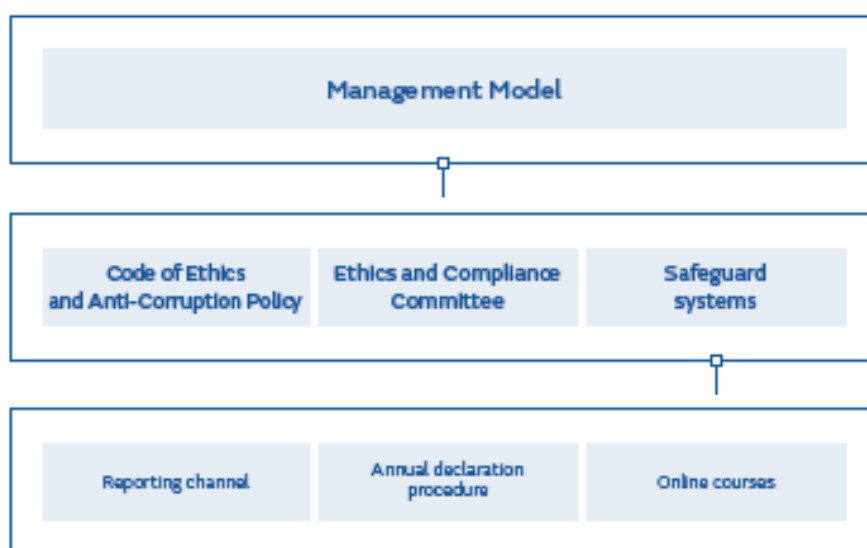 Management Model
Code of Ethics
and Anti-Corruption Policy
Ethics and Compliance
Committee
Safeguard
systems
Reporting channel
Annual declaration
procedure
Online courses